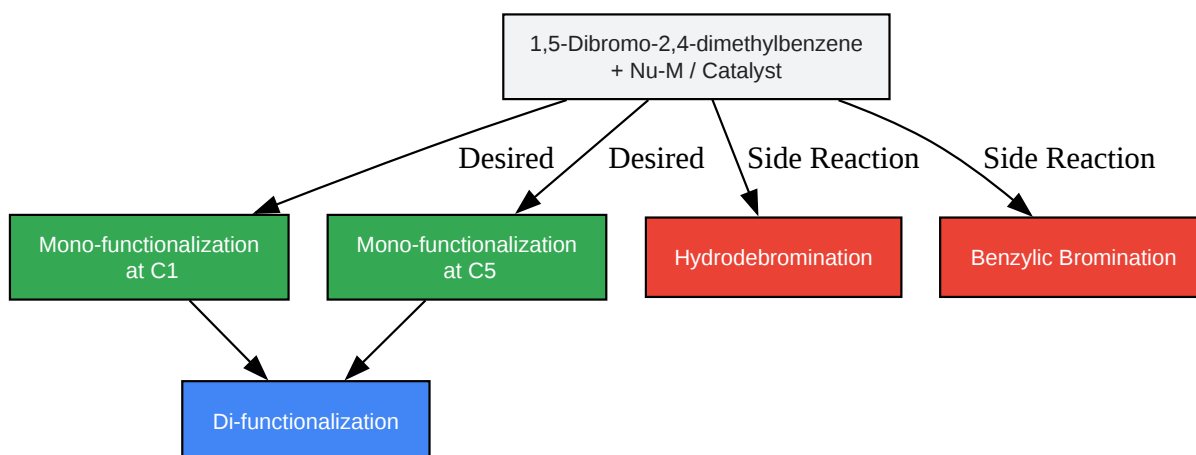 1,5-Dibromo-2,4-dimethylbenzene
+ Nu-M / Catalyst
Desired
Desired
Side Reaction
Side Reaction
Mono-functionalization
at C1
Mono-functionalization
at C5
Hydrodebromination
Benzylic Bromination
Di-functionalization